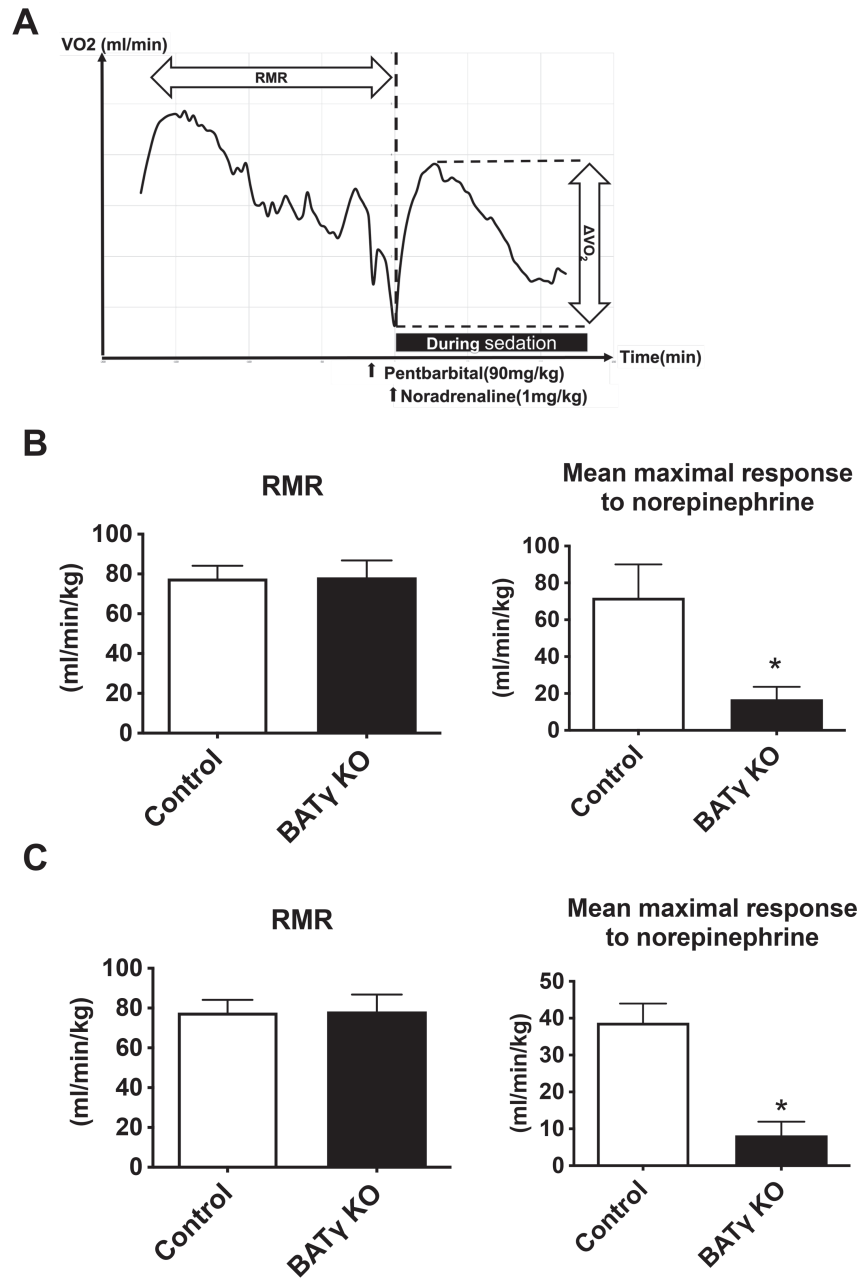 A
VO2 (ml/min)
RMR
ΔVO2
During sedation
Time(min)
Pentbarbital(90mg/kg)
Noradrenaline(1mg/kg)
B
RMR
(ml/min/kg)
100
80
60
40
20
0
Control
BATγ KO
Mean maximal response
to norepinephrine
(ml/min/kg)
100
80
60
40
20
0
*
Control
BATγ KO
C
RMR
(ml/min/kg)
100
80
60
40
20
0
Control
BATγ KO
Mean maximal response
to norepinephrine
(ml/min/kg)
50
40
30
20
10
0
*
Control
BATγ KO